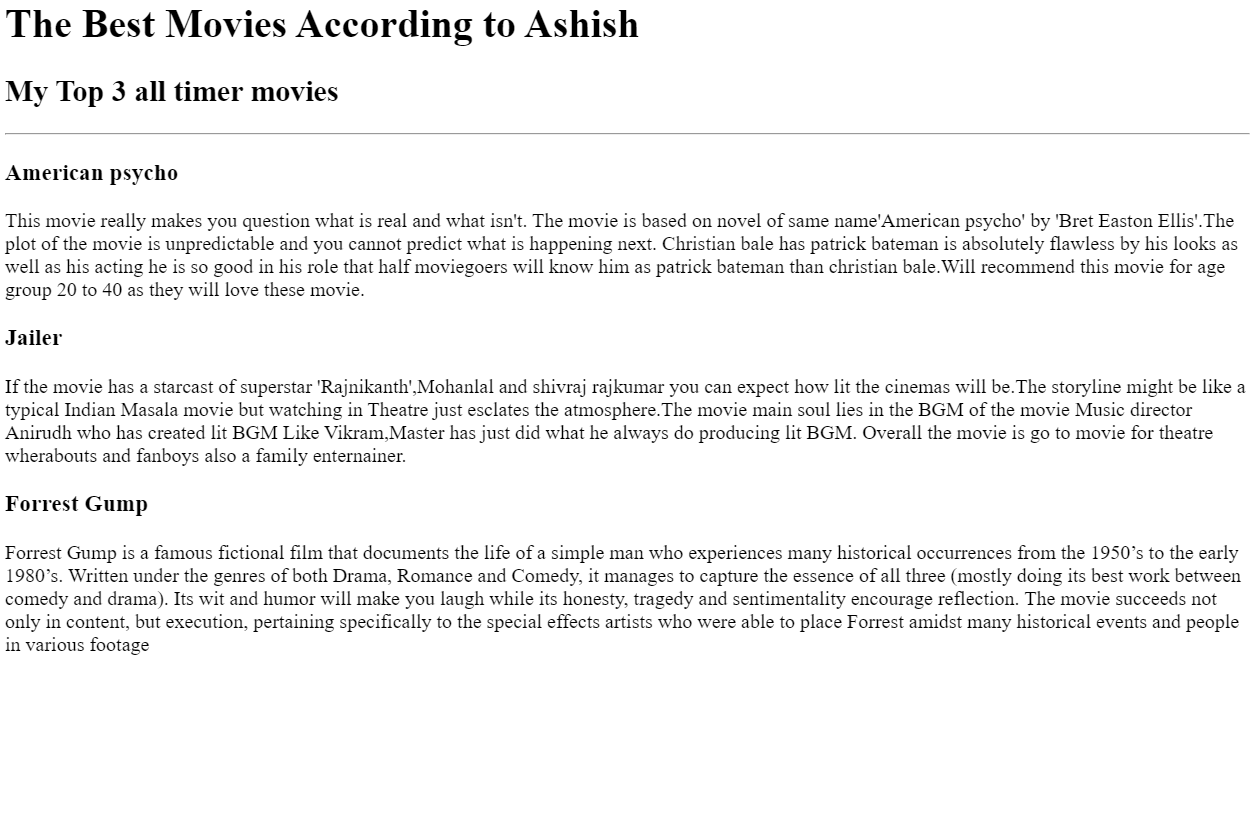 The Best Movies According to Ashish
My Top 3 all timer movies
American psycho
This movie really makes you question what is real and what isn't. The movie is based on novel of same name'American psycho' by 'Bret Easton Ellis'.The
plot of the movie is unpredictable and you cannot predict what is happening next. Christian bale has patrick bateman is absolutely flawless by his looks as
well as his acting he is so good in his role that half moviegoers will know him as patrick bateman than christian bale.Will recommend this movie for age
group 20 to 40 as they will love these movie.
Jailer
If the movie has a starcast of superstar 'Rajnikanth',Mohanlal and shivraj rajkumar you can expect how lit the cinemas will be.The storyline might be like a
typical Indian Masala movie but watching in Theatre just esclates the atmosphere.The movie main soul lies in the BGM of the movie Music director
Anirudh who has created lit BGM Like Vikram,Master has just did what he always do producing lit BGM. Overall the movie is go to movie for theatre
wherabouts and fanboys also a family enternainer.
Forrest Gump
Forrest Gump is a famous fictional film that documents the life of a simple man who experiences many historical occurrences from the 1950’s to the early
1980’s. Written under the genres of both Drama, Romance and Comedy, it manages to capture the essence of all three (mostly doing its best work between
comedy and drama). Its wit and humor will make you laugh while its honesty, tragedy and sentimentality encourage reflection. The movie succeeds not
only in content, but execution, pertaining specifically to the special effects artists who were able to place Forrest amidst many historical events and people
in various footage